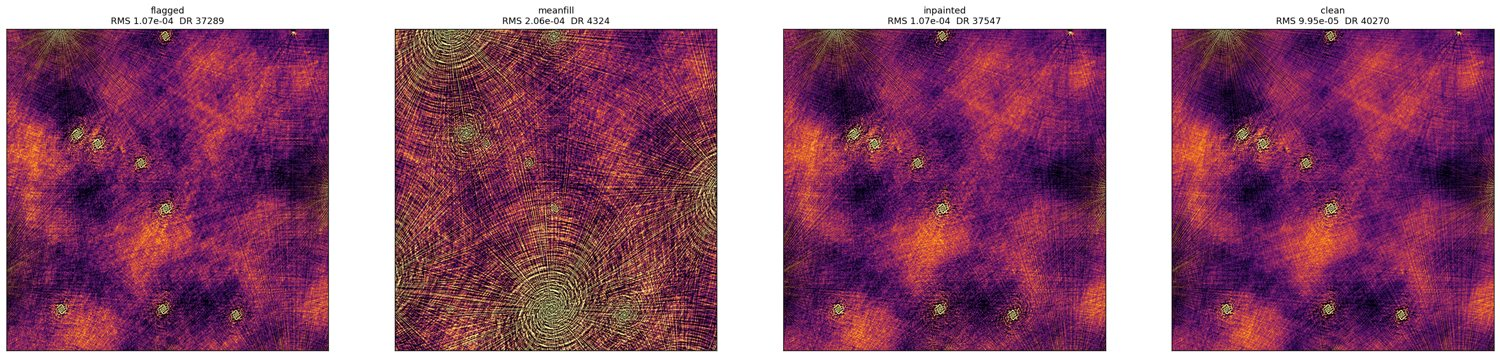 flagged
RMS 1.07e-04 DR 37289
meanfill
RMS 2.06e-04 DR 4324
inpainted
RMS 1.07e-04 DR 37547
clean
RMS 9.95e-05 DR 40270